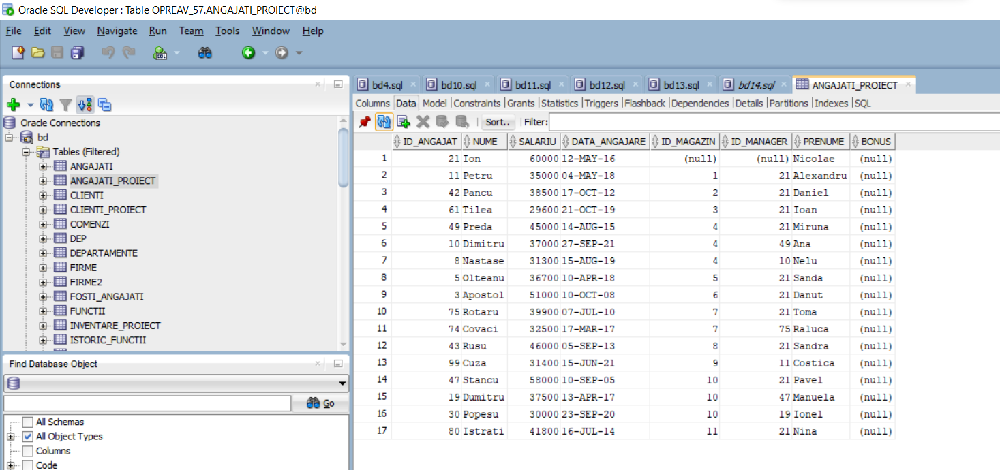 Oracle SQL Developer : Table OPREAV_57.ANGAJATI_PROIECT@bd
File Edit View Navigate Run Team Tools Window Help
SQL
Connections
Oracle Connections
bd
Tables (Filtered)
ANGAJATI
ANGAJATI_PROIECT
CLIENTI
CLIENTI_PROIECT
COMENZI
DEP
DEPARTAMENTE
FIRME
FIRME2
FOSTI_ANGAJATI
FUNCTII
INVENTARE_PROIECT
ISTORIC_FUNCTII
Find Database Object
Go
All Schemas
All Object Types
Columns
Code
bd4.sql bd10.sql bd11.sql bd12.sql bd13.sql bd14.sql ANGAJATI_PROIECT
Columns Data Model Constraints Grants Statistics Triggers Flashback Dependencies Details Partitions Indexes SQL
Sort.. Filter:
ID_ANGAJAT NUME SALARIU DATA_ANGAJARE ID_MAGAZIN ID_MANAGER PRENUME BONUS
1 21 Ion 60000 12-MAY-16 (null) (null) Nicolae (null)
2 11 Petru 35000 04-MAY-18 1 21 Alexandru (null)
3 42 Pancu 38500 17-OCT-12 2 21 Daniel (null)
4 61 Tilea 29600 21-OCT-19 3 21 Ioan (null)
5 49 Preda 45000 14-AUG-15 4 21 Miruna (null)
6 10 Dimitru 37000 27-SEP-21 4 49 Ana (null)
7 8 Nastase 31300 15-AUG-19 4 10 Nelu (null)
8 5 Olteanu 36700 10-APR-18 5 21 Sanda (null)
9 3 Apostol 51000 10-OCT-08 6 21 Danut (null)
10 75 Rotaru 39900 07-JUL-10 7 21 Toma (null)
11 74 Covaci 32500 17-MAR-17 7 75 Raluca (null)
12 43 Rusu 46000 05-SEP-13 8 21 Sandra (null)
13 99 Cuza 31400 15-JUN-21 9 11 Costica (null)
14 47 Stancu 58000 10-SEP-05 10 21 Pavel (null)
15 19 Dumitru 37500 13-APR-17 10 47 Manuela (null)
16 30 Popesu 30000 23-SEP-20 10 19 Ionel (null)
17 80 Istrati 41800 16-JUL-14 11 21 Nina (null)